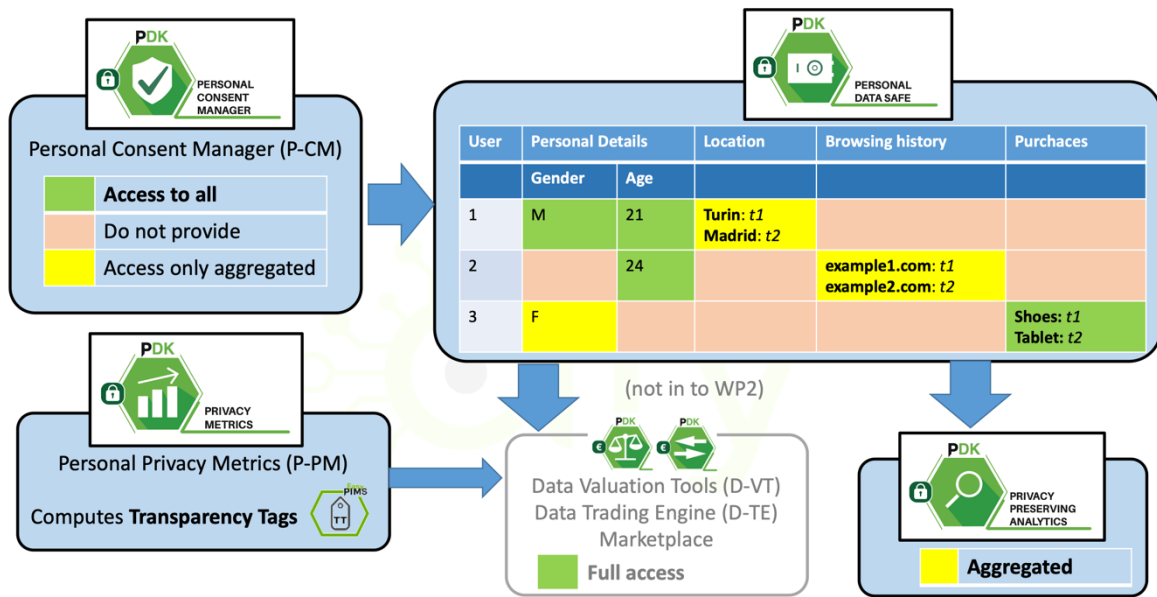 PDK
PERSONAL
CONSENT
MANAGER
Personal Consent Manager (P-CM)
Access to all
Do not provide
Access only aggregated
PDK
PERSONAL
DATA SAFE
User Personal Details Location Browsing history Purchaces
Gender Age
1 M 21 Turin: t1
Madrid: t2
2 24 example1.com: t1
example2.com: t2
3 F Shoes: t1
Tablet: t2
PDK
PRIVACY
METRICS
Personal Privacy Metrics (P-PM)
Computes Transparency Tags
PIMS
TT
(not in to WP2)
PDK PDK
€ €
Data Valuation Tools (D-VT)
Data Trading Engine (D-TE)
Marketplace
Full access
PDK
PRIVACY
PRESERVING
ANALYTICS
Aggregated